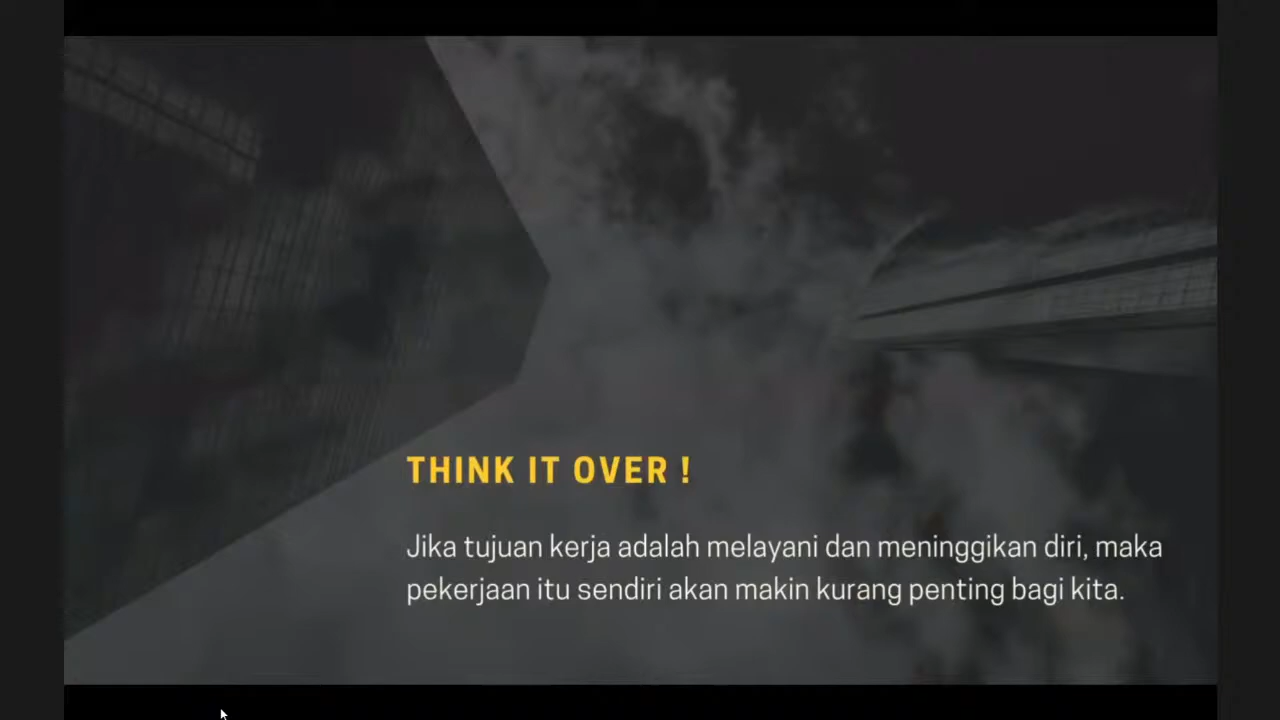 THINK IT OVER !
Jika tujuan kerja adalah melayani dan meninggikan diri, maka
pekerjaan itu sendiri akan makin kurang penting bagi kita.